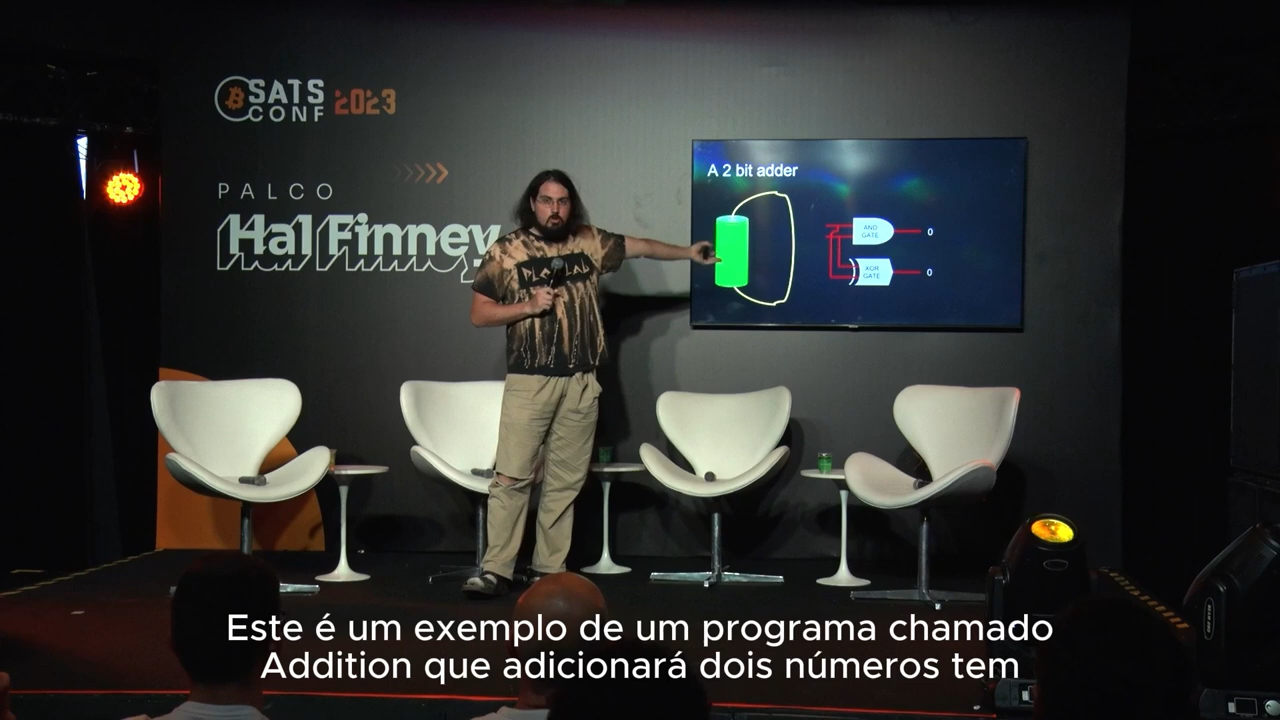 SATS
CONF
2023
PALCO
Hal Finney
PLEBLAB
A 2 bit adder
AND
GATE
0
XOR
GATE
0
Este é um exemplo de um programa chamado
Addition que adicionará dois números tem